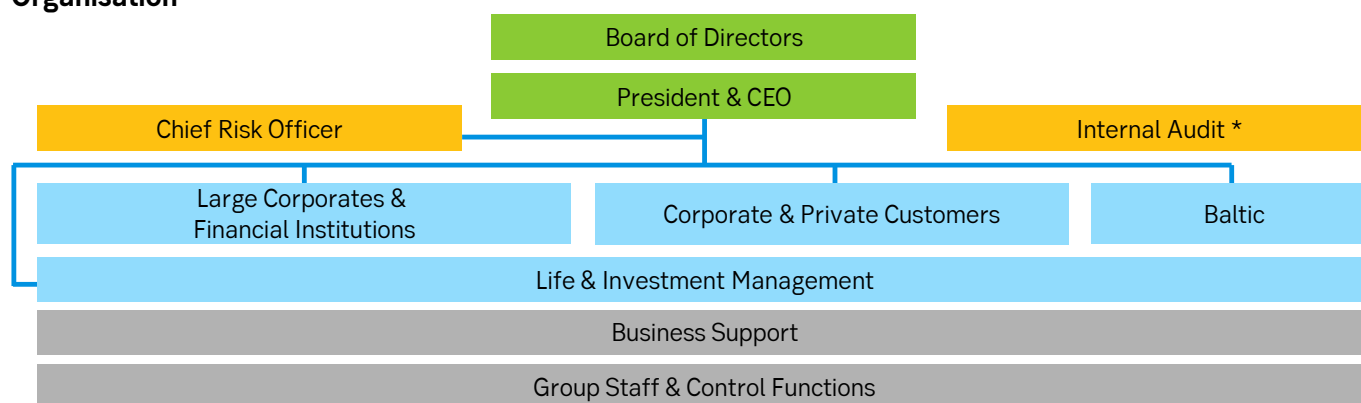 Organisation
Board of Directors
President & CEO
Chief Risk Officer
Internal Audit *
Large Corporates &
Financial Institutions
Corporate & Private Customers
Baltic
Life & Investment Management
Business Support
Group Staff & Control Functions